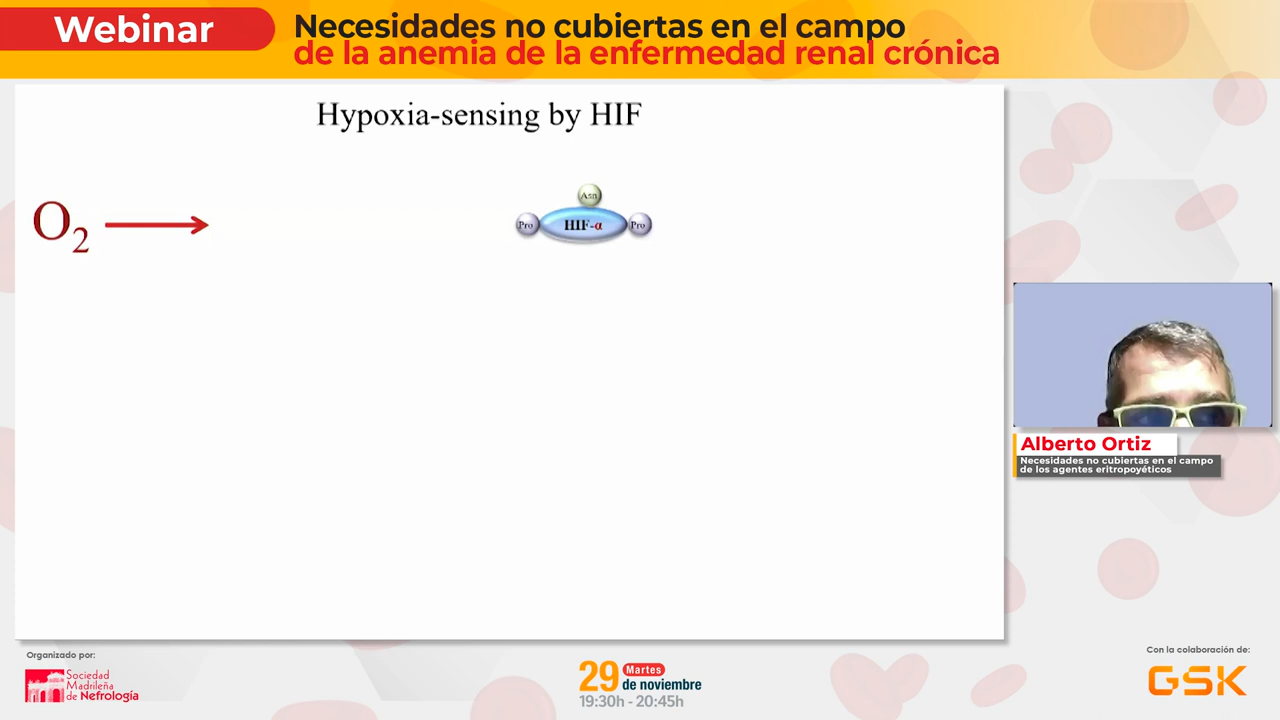 Webinar
Necesidades no cubiertas en el campo
de la anemia de la enfermedad renal crónica
Hypoxia-sensing by HIF
O2
Asn
Pro HIF-α Pro
Alberto Ortiz
Necesidades no cubiertas en el campo
de los agentes eritropoyéticos
Organizado por:
Sociedad
Madrileña
de Nefrología
29 Martes
de noviembre
19:30h - 20:45h
Con la colaboración de:
GSK